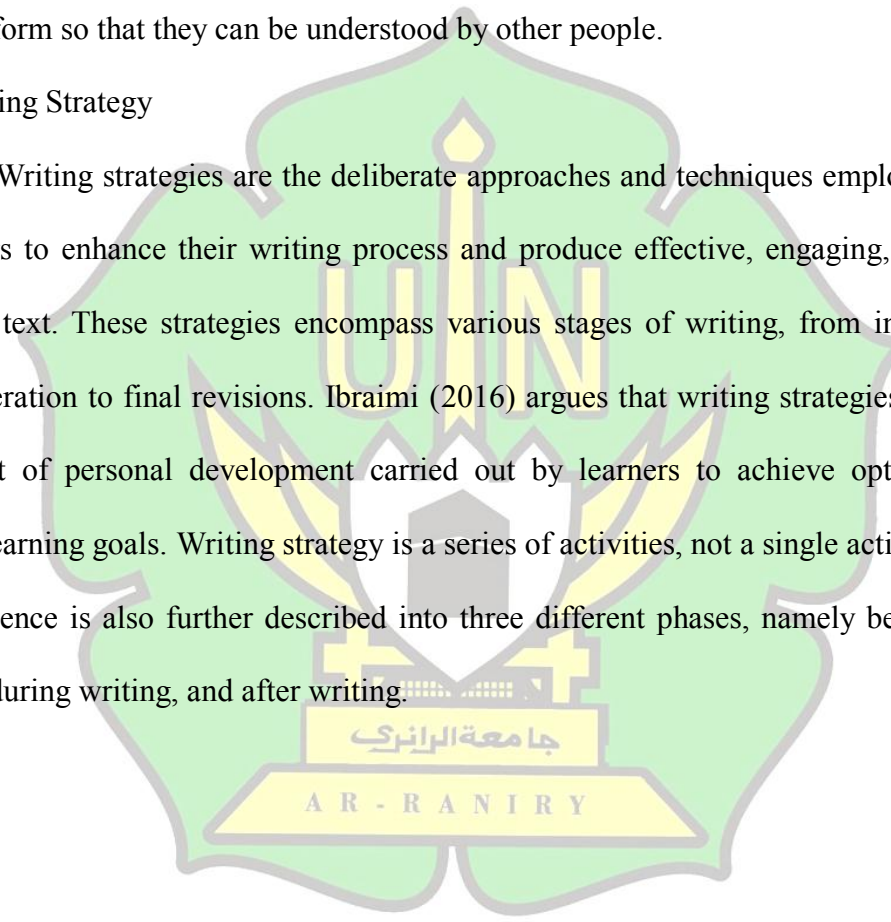 form so that they can be understood by other people.
ing Strategy
Writing strategies are the deliberate approaches and techniques emplo
s to enhance their writing process and produce effective, engaging,
text. These strategies encompass various stages of writing, from in
eration to final revisions. Ibraimi (2016) argues that writing strategies
t of personal development carried out by learners to achieve opt
earning goals. Writing strategy is a series of activities, not a single acti
ence is also further described into three different phases, namely be
during writing, and after writing.
UIN
جامعة الرانري
AR-RANIRY